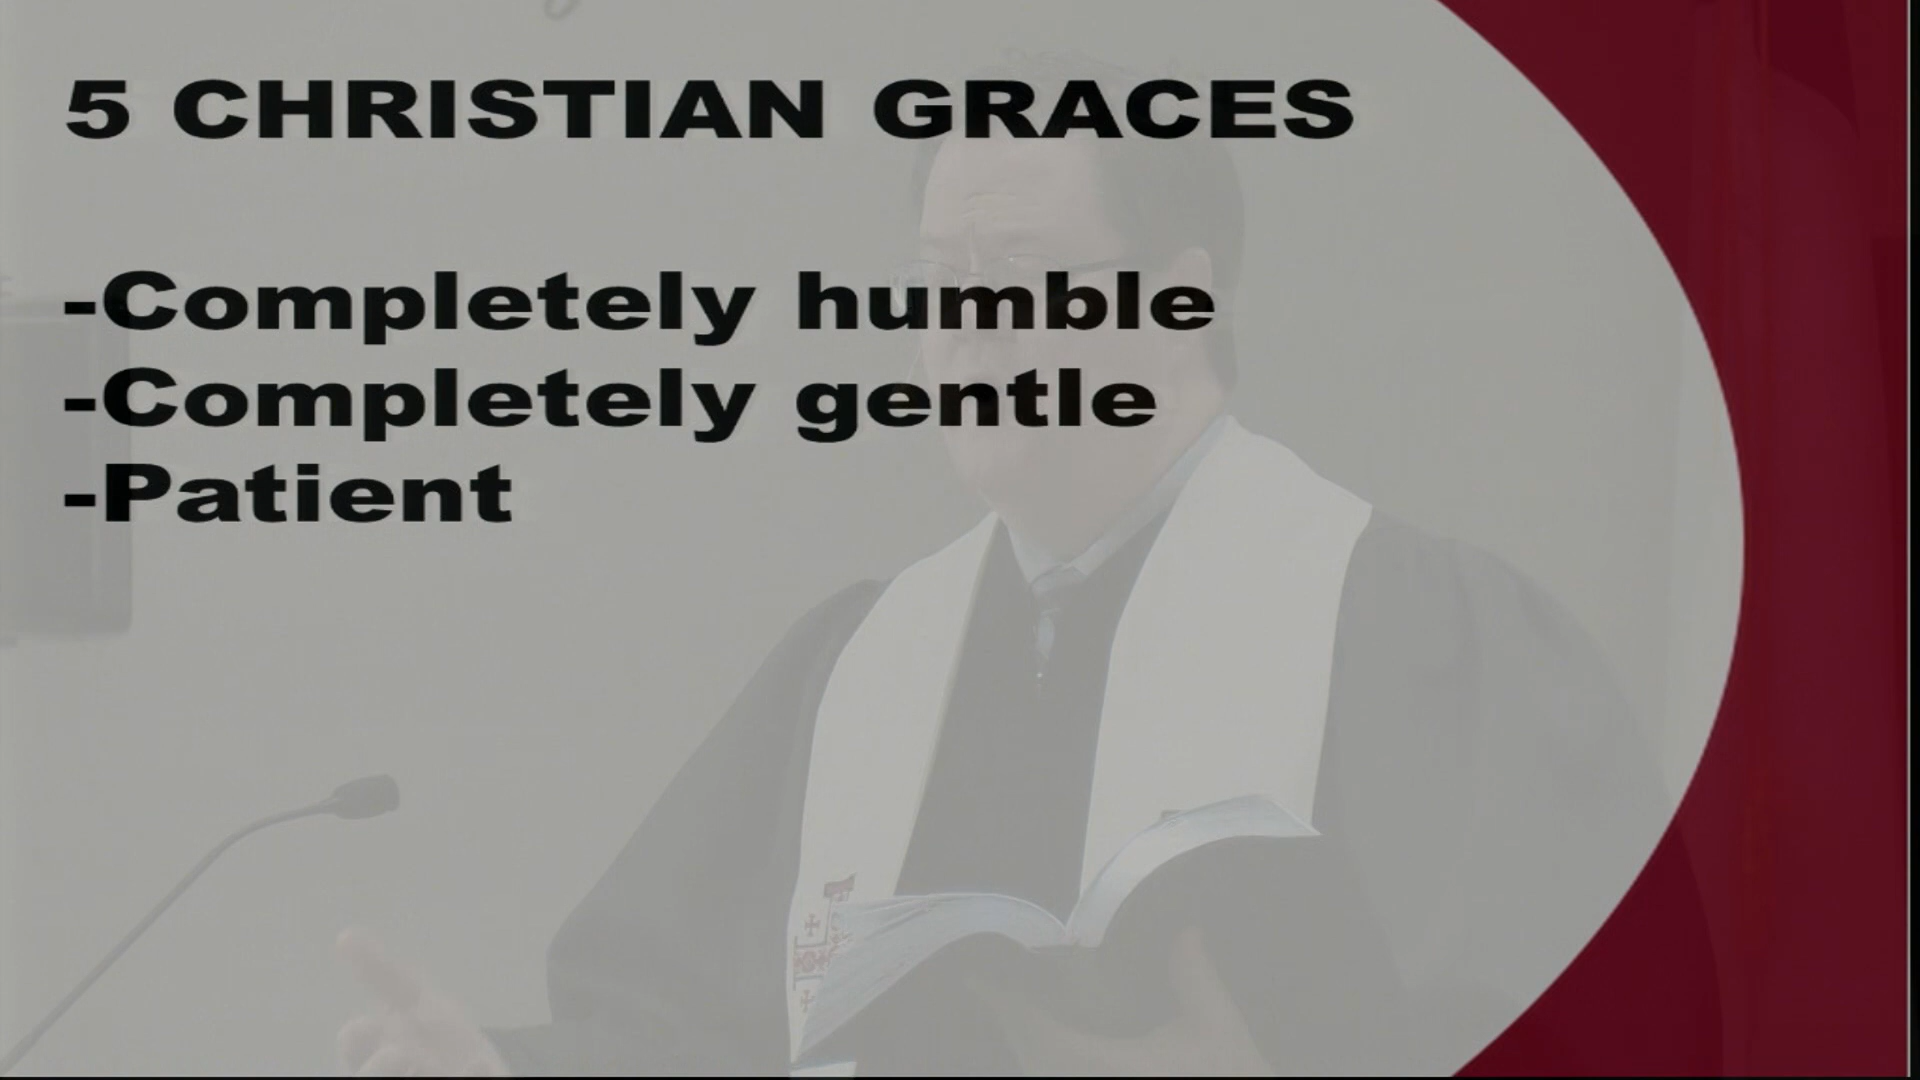 5 CHRISTIAN GRACES
-Completely humble
-Completely gentle
-Patient